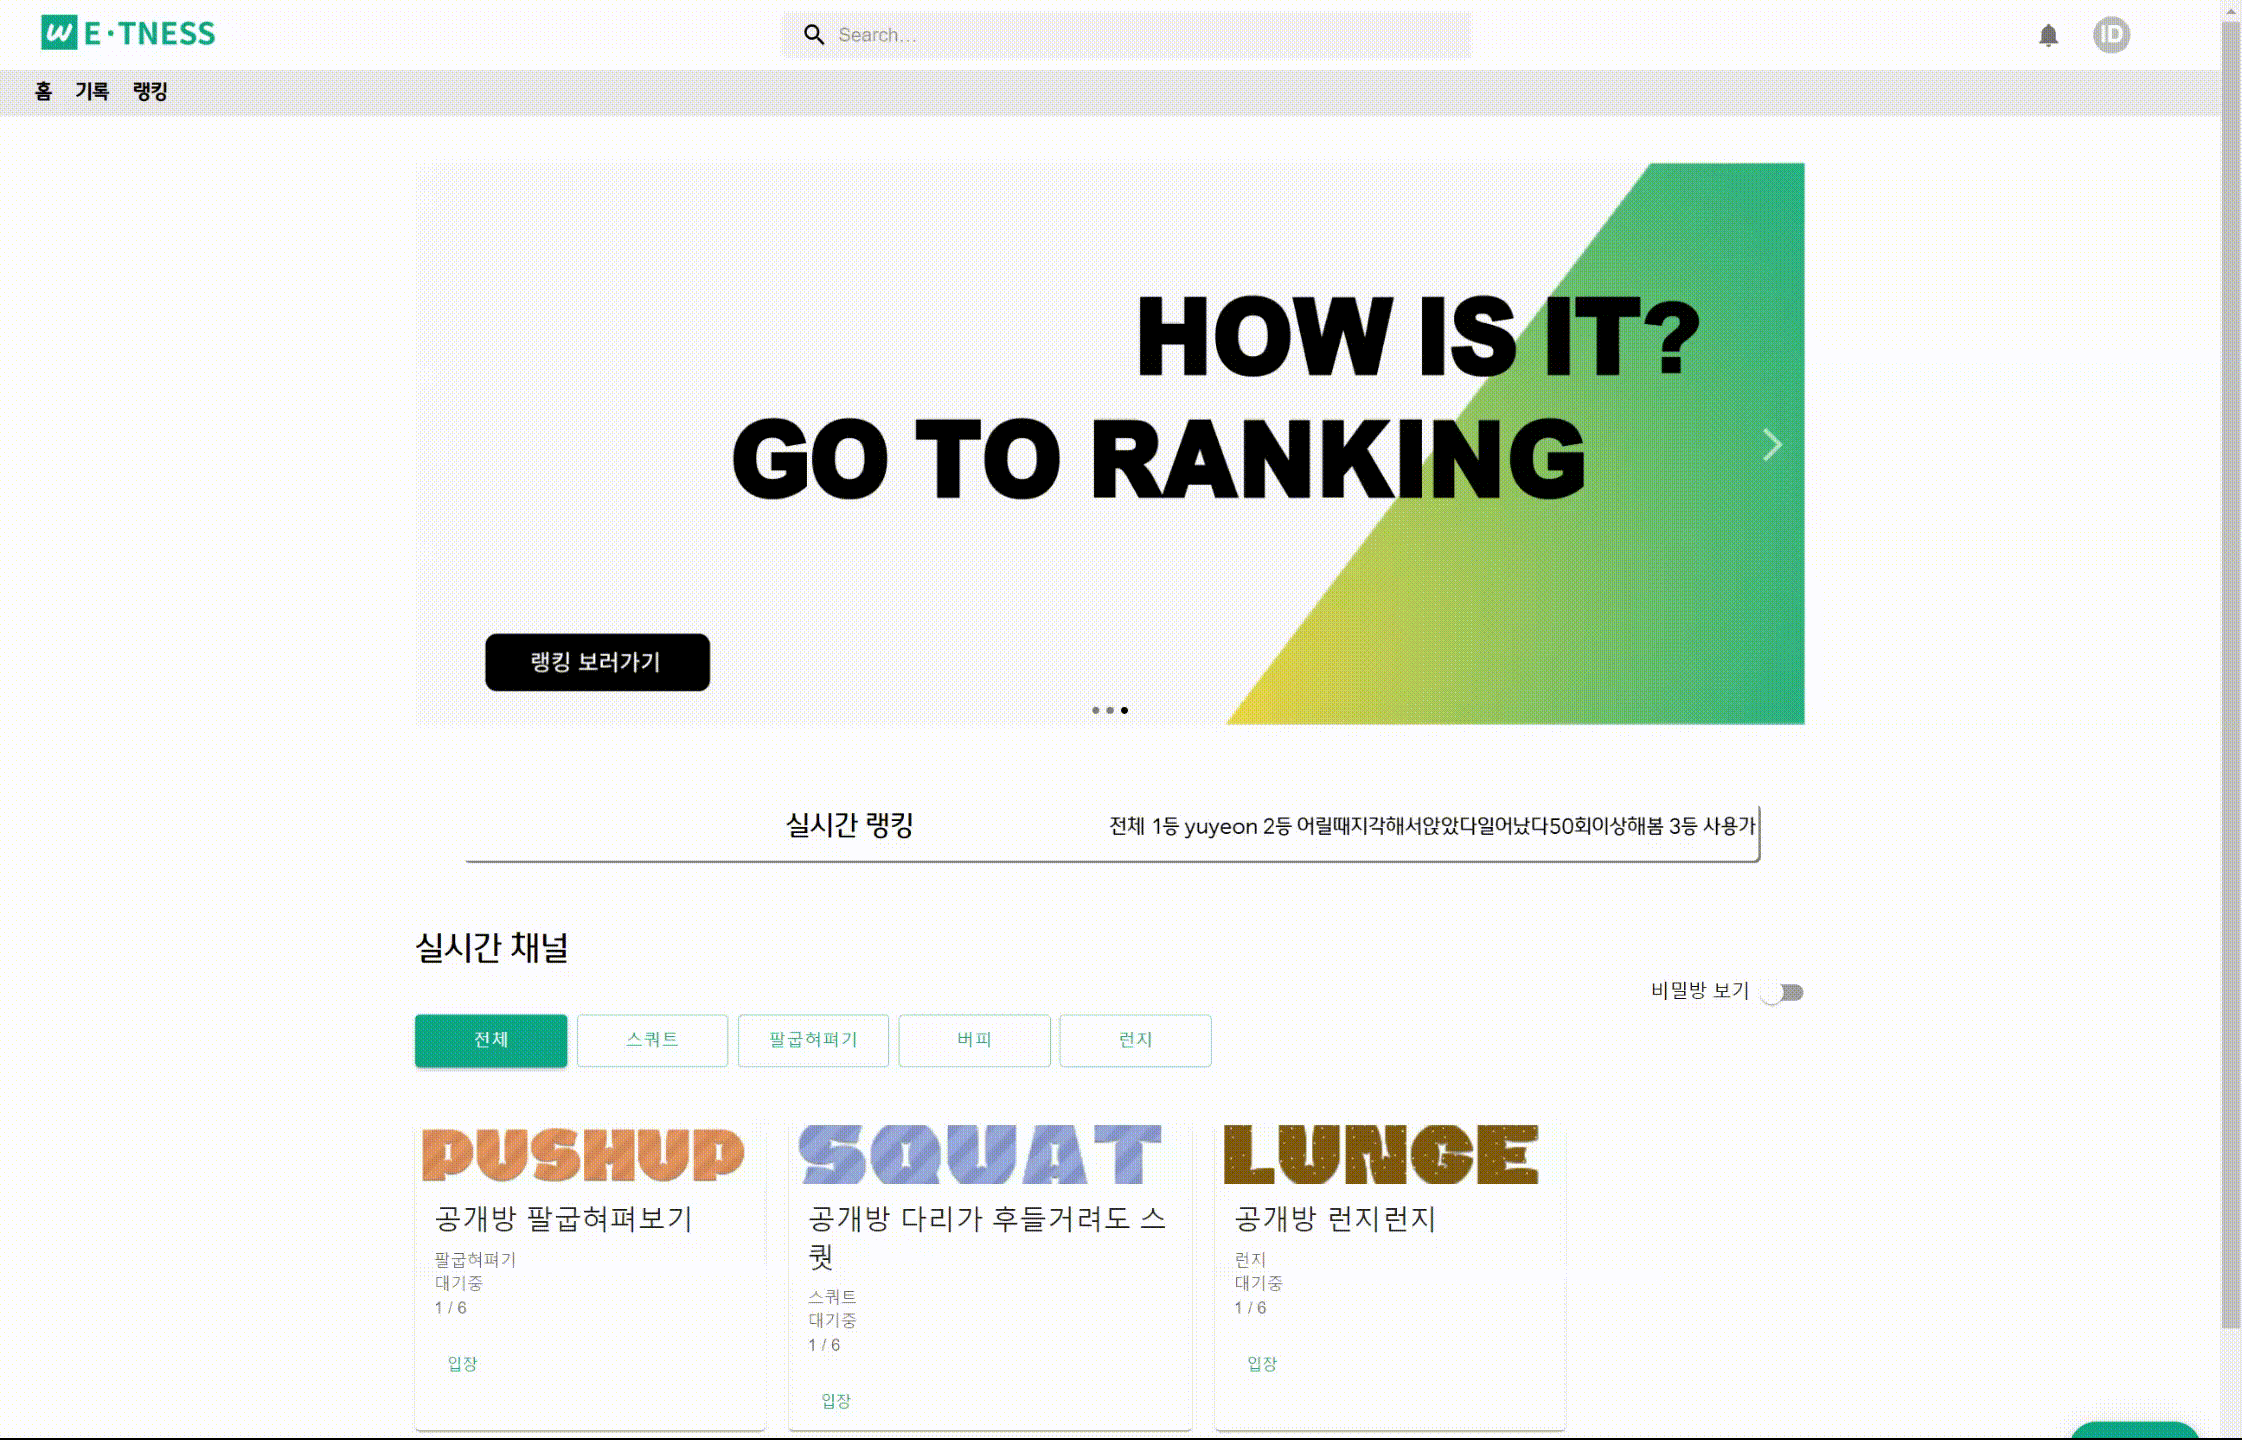 W E·TNESS
Search...
ID
홈 기록 랭킹
HOW IS IT?
GO TO RANKING
랭킹 보러가기
실시간 랭킹
전체 1등 yuyeon 2등 어릴때지각해서앉았다일어났다50회이상해봄 3등 사용가
실시간 채널
비밀방 보기
전체
스쿼트
팔굽혀펴기
버피
런지
PUSHUP
공개방 팔굽혀펴보기
팔굽혀펴기
대기중
1 / 6
입장
SQUAT
공개방 다리가 후들거려도 스
쿼
스쿼트
대기중
1 / 6
입장
LUNGE
공개방 런지런지
런지
대기중
1 / 6
입장